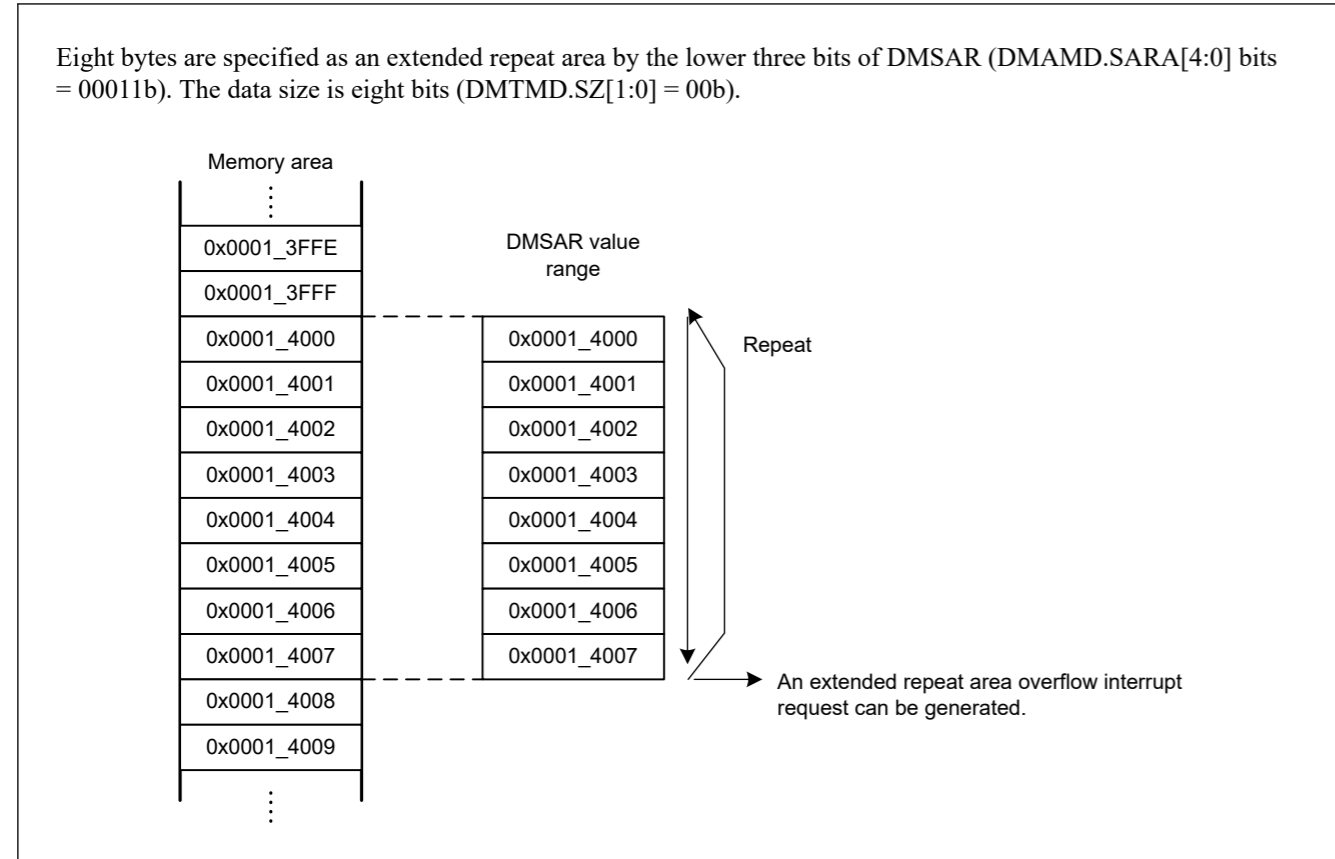 Eight bytes are specified as an extended repeat area by the lower three bits of DMSAR (DMAMD.SARA[4:0] bits
= 00011b). The data size is eight bits (DMTMD.SZ[1:0] = 00b).
Memory area
0x0001_3FFE
0x0001_3FFF
0x0001_4000
0x0001_4001
0x0001_4002
0x0001_4003
0x0001_4004
0x0001_4005
0x0001_4006
0x0001_4007
0x0001_4008
0x0001_4009
DMSAR value
range
0x0001_4000
0x0001_4001
0x0001_4002
0x0001_4003
0x0001_4004
0x0001_4005
0x0001_4006
0x0001_4007
Repeat
An extended repeat area overflow interrupt
request can be generated.